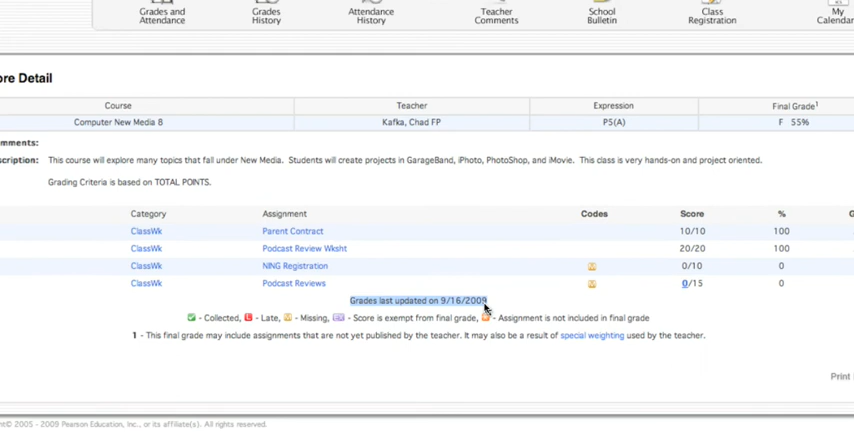 Grades and Attendance
Grades History
Attendance History
Teacher Comments
School Bulletin
Class Registration
My Calendar
ore Detail
Course Teacher Expression Final Grade¹
Computer New Media 8 Kafka, Chad FP P5(A) F 55%
mments:
scription: This course will explore many topics that fall under New Media. Students will create projects in GarageBand, iPhoto, PhotoShop, and iMovie. This class is very hands-on and project oriented.
Grading Criteria is based on TOTAL POINTS.
Category Assignment Codes Score % G
ClassWk Parent Contract 10/10 100
ClassWk Podcast Review Wksht 20/20 100
ClassWk NING Registration 0/10 0
ClassWk Podcast Reviews 0/15 0
Grades last updated on 9/16/2009
- Collected, - Late, - Missing, - Score is exempt from final grade, - Assignment is not included in final grade
1 - This final grade may include assignments that are not yet published by the teacher. It may also be a result of special weighting used by the teacher.
Print
nt© 2005 - 2009 Pearson Education, Inc., or its affiliate(s). All rights reserved.